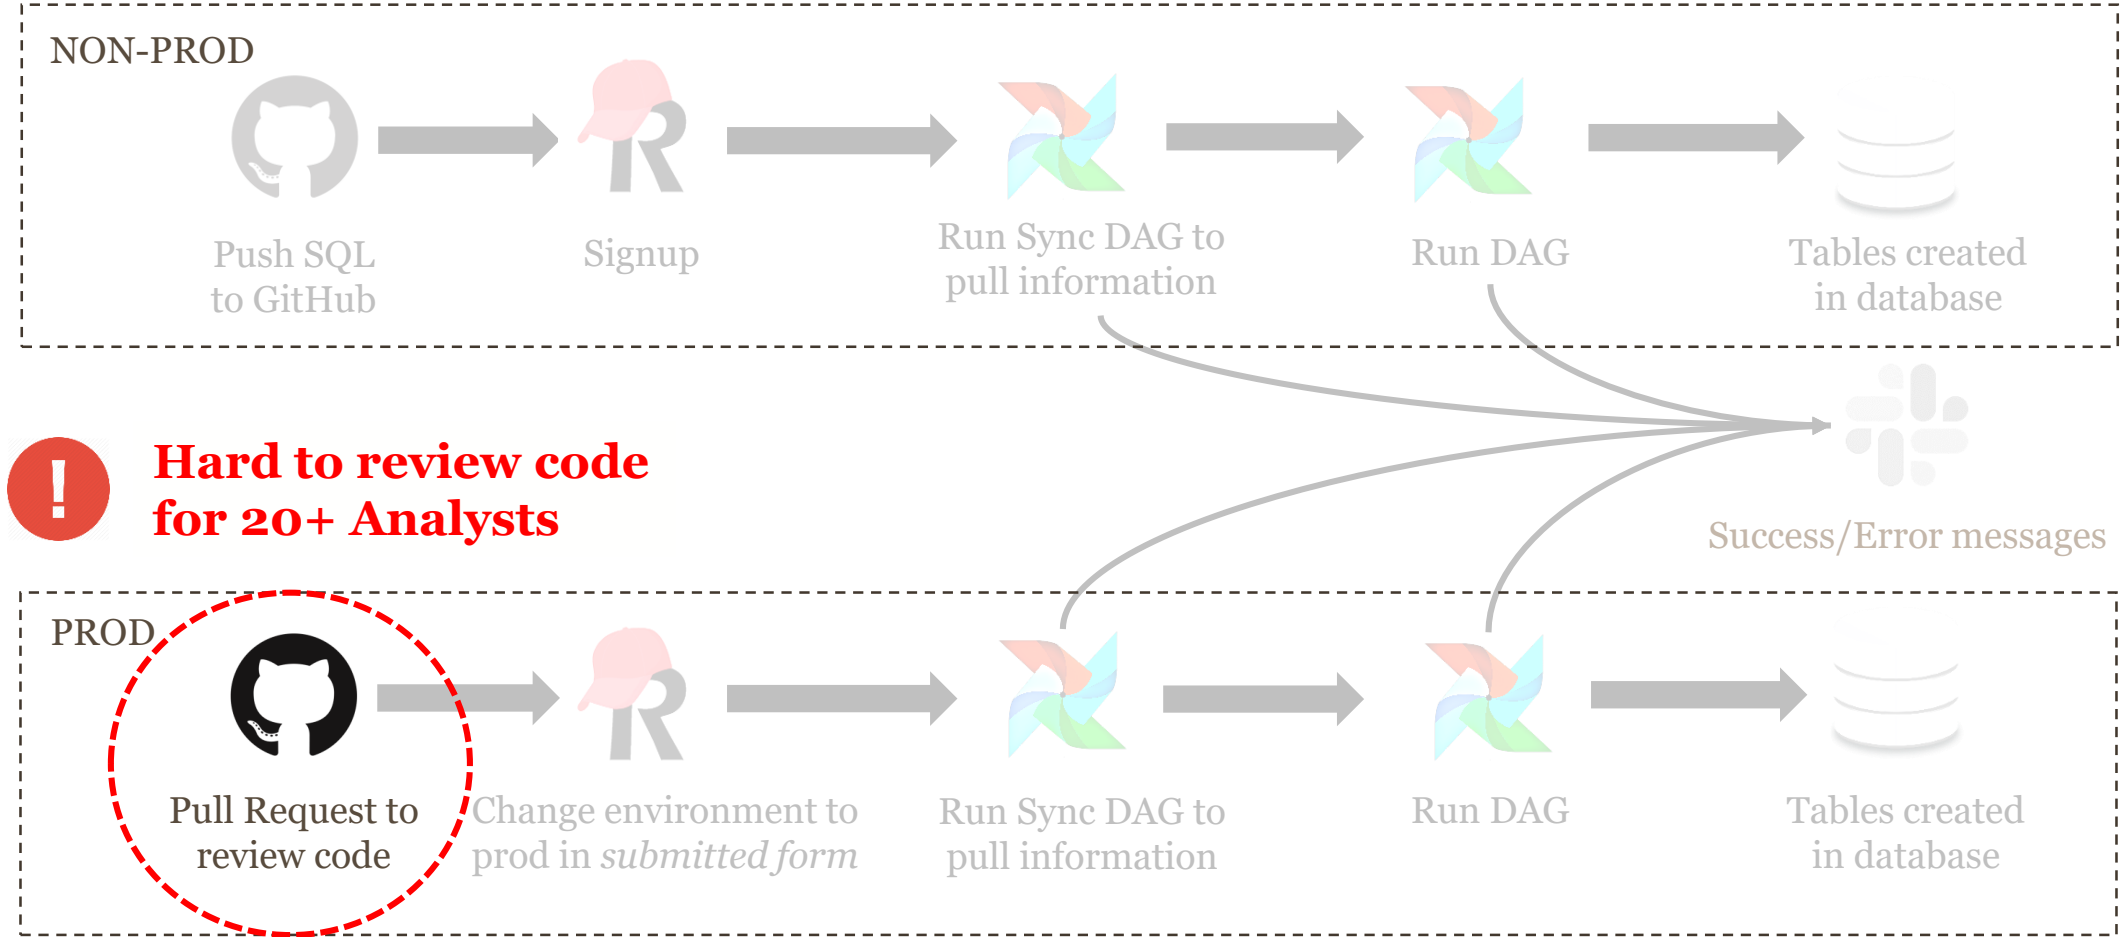 NON-PROD
Push SQL
to GitHub
Signup
Run Sync DAG to
pull information
Run DAG
Tables created
in database
!
Hard to review code
for 20+ Analysts
Success/Error messages
PROD
Pull Request to
review code
Change environment to
prod in submitted form
Run Sync DAG to
pull information
Run DAG
Tables created
in database